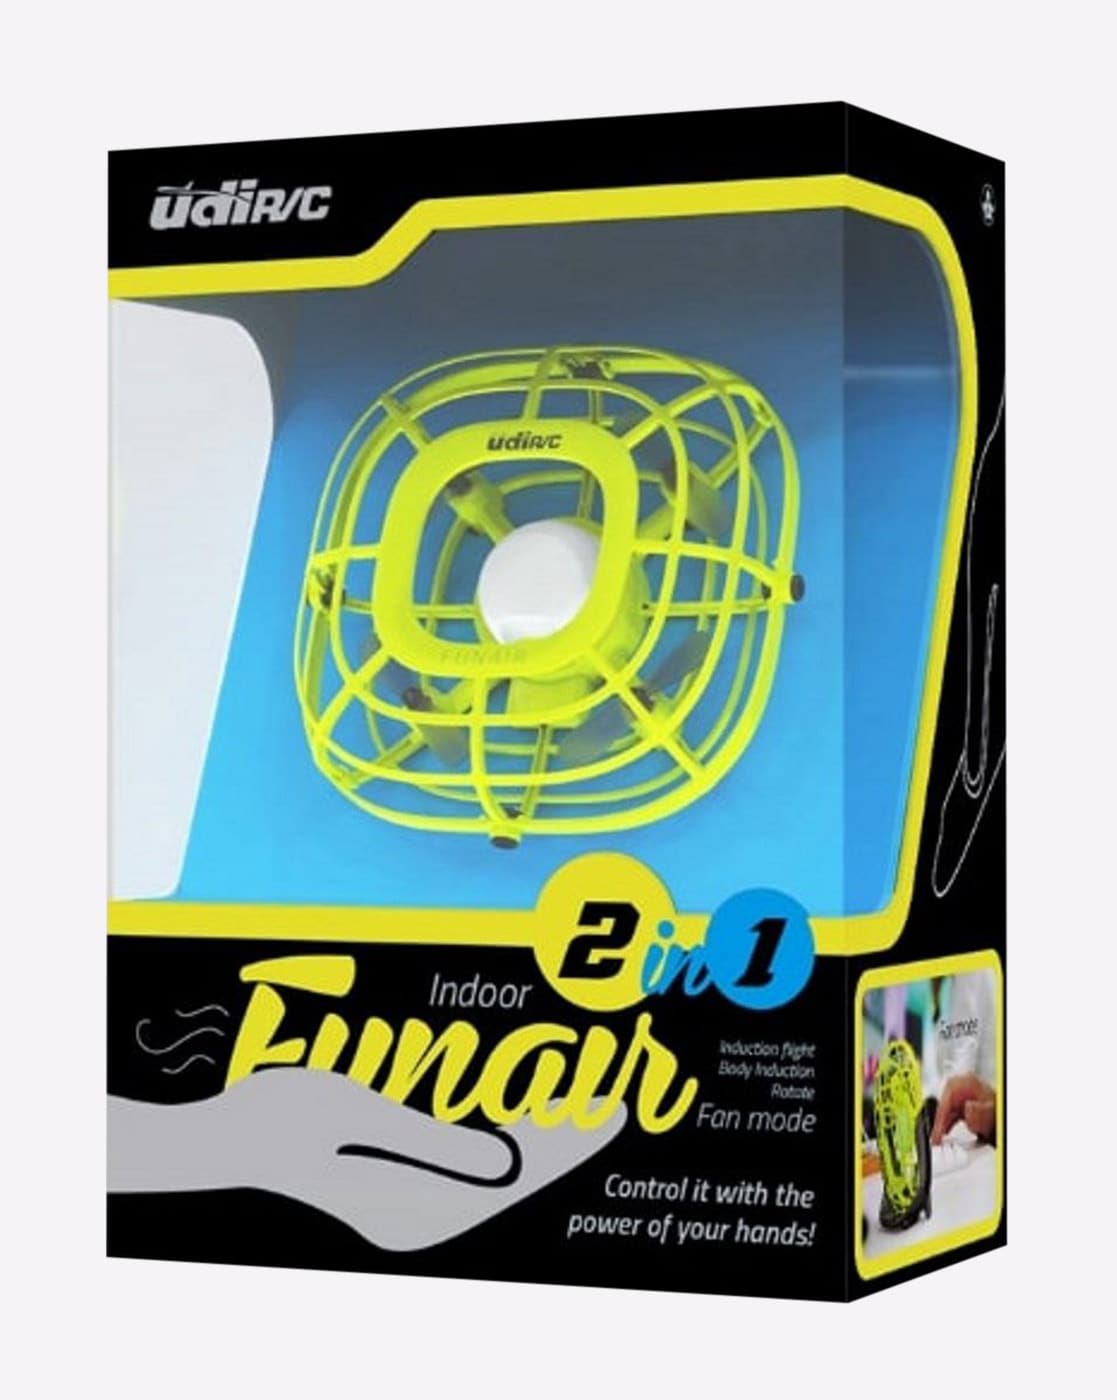 udiR/C
udiR/C
FUNAIR
2 in 1
Indoor
Funair
Induction flight
Body Induction
Rotate
Fan mode
Control it with the
power of your hands!
Fan mode